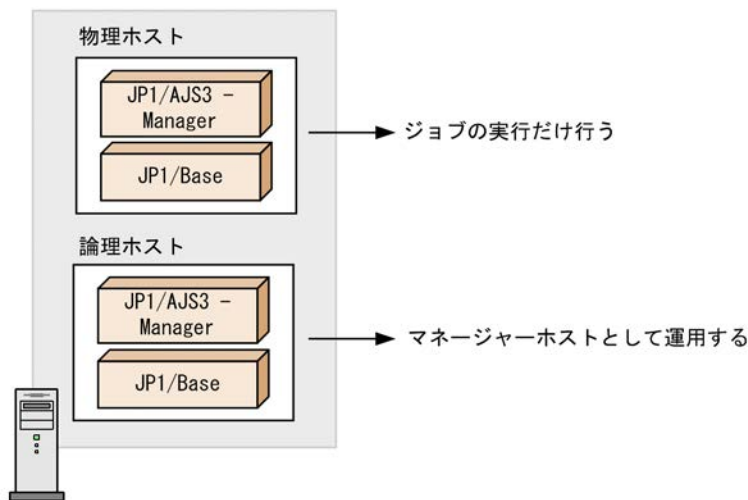 物理ホスト
JP1/AJS3 -
Manager
JP1/Base
ジョブの実行だけ行う
論理ホスト
JP1/AJS3 -
Manager
JP1/Base
マネージャーホストとして運用する